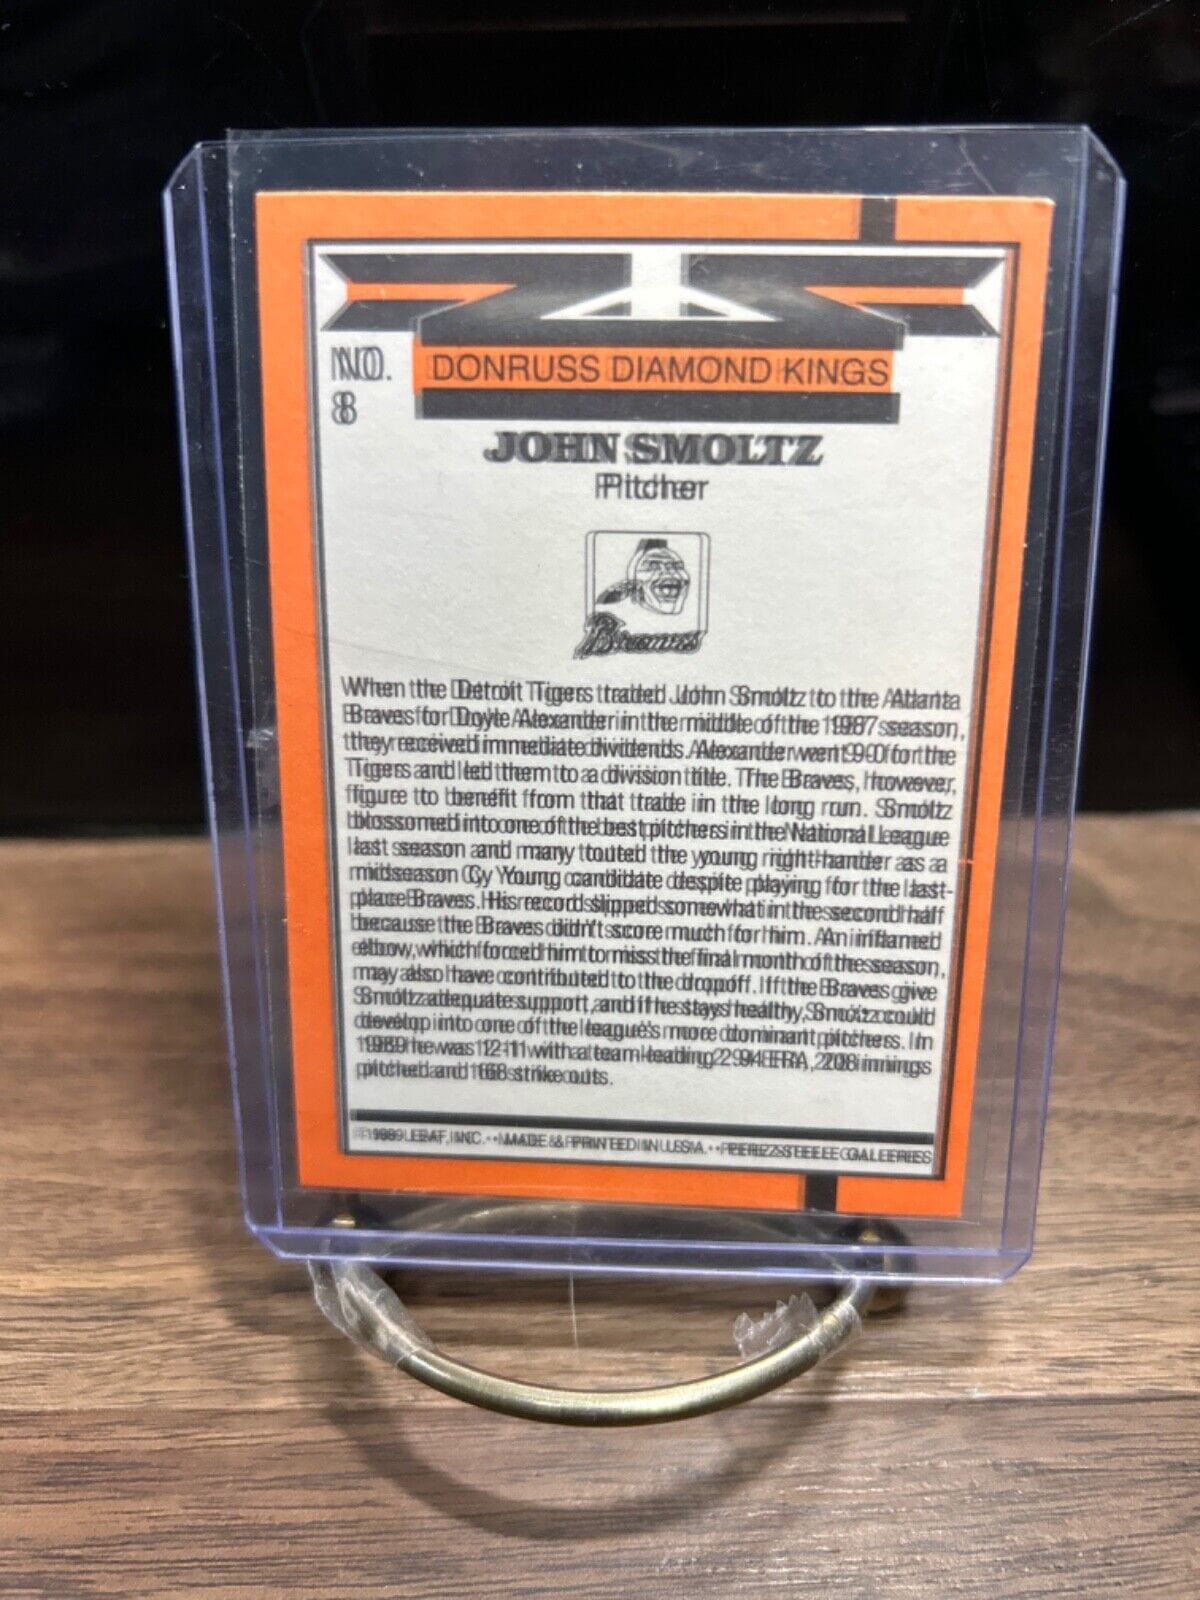 NO.
8
DONRUSS DIAMOND KINGS
JOHN SMOLTZ
Pitcher
Braves
When the Detroit Tigers traded John Smoltz to the Atlanta
Braves for Doyle Alexander in the middle of the 1987 season,
they received immediate dividends. Alexander went 9-0 for the
Tigers and led them to a division title. The Braves, however,
figure to benefit from that trade in the long run. Smoltz
blossomed into one of the best pitchers in the National League
last season and many touted the young right-hander as a
midseason Cy Young candidate despite playing for the last-
place Braves. His record slipped somewhat in the second half
because the Braves didn't score much for him. An inflamed
elbow, which forced him to miss the final month of the season,
may also have contributed to the dropoff. If the Braves give
Smoltz adequate support, and if he stays healthy, Smoltz could
develop into one of the league's more dominant pitchers. In
1989 he was 12-11 with a team-leading 2.94 ERA, 208 innings
pitched and 168 strikeouts.
1989 LEAF, INC. • MADE & PRINTED IN U.S.A. • PEREZ-STEELE GALLERIES